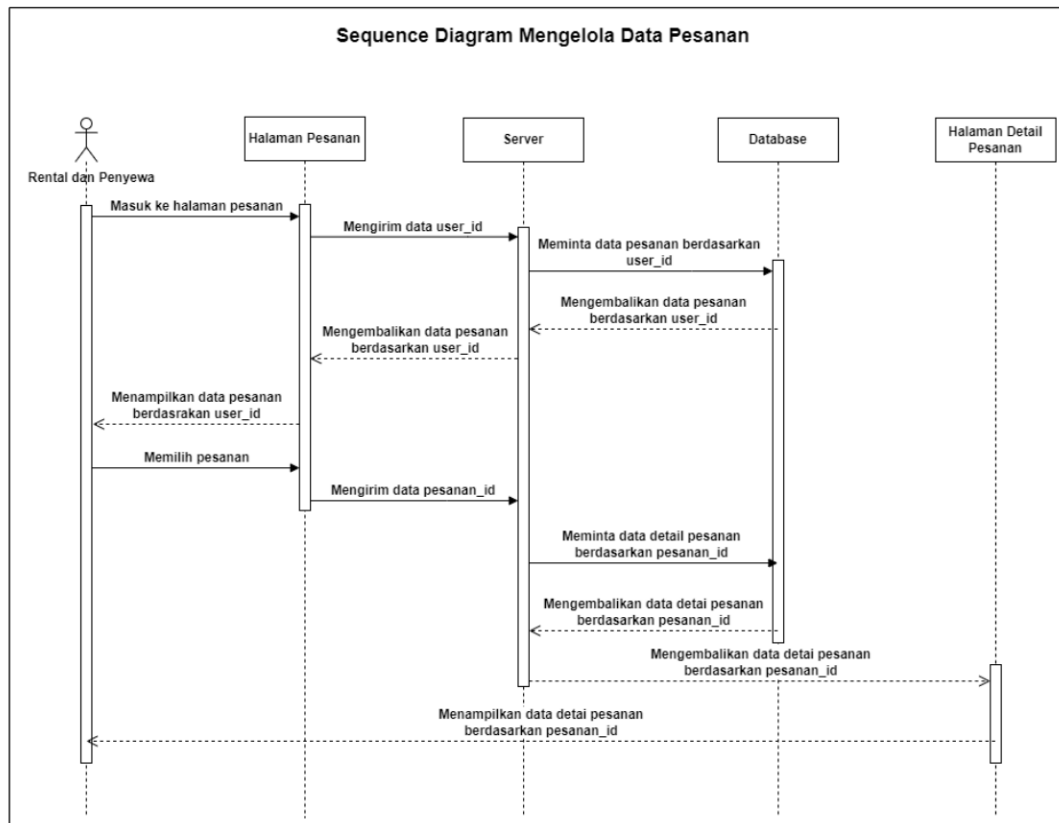 Sequence Diagram Mengelola Data Pesanan
Rental dan Penyewa
Halaman Pesanan
Server
Database
Halaman Detail
Pesanan
Masuk ke halaman pesanan
Mengirim data user_id
Meminta data pesanan berdasarkan
user_id
Mengembalikan data pesanan
berdasarkan user_id
Mengembalikan data pesanan
berdasarkan user_id
Menampilkan data pesanan
berdasrakan user_id
Memilih pesanan
Mengirim data pesanan_id
Meminta data detail pesanan
berdasarkan pesanan_id
Mengembalikan data detai pesanan
berdasarkan pesanan_id
Mengembalikan data detai pesanan
berdasarkan pesanan_id
Menampilkan data detai pesanan
berdasarkan pesanan_id